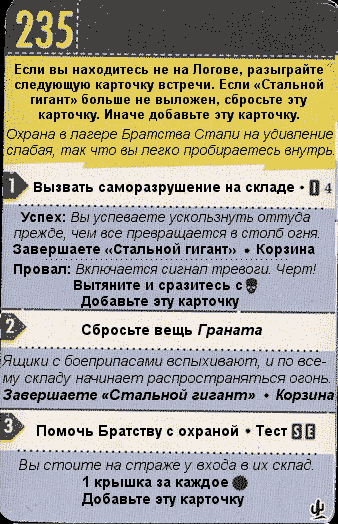 235
Если вы находитесь не на Логове, разыграйте
следующую карточку встречи. Если «Стальной
гигант» больше не выложен, сбросьте эту
карточку. Иначе добавьте эту карточку.
Охрана в лагере Братства Стали на удивление
слабая, так что вы легко пробираетесь внутрь.
1 Вызвать саморазрушение на складе • 4
Успех: Вы успеваете ускользнуть оттуда
прежде, чем все превращается в столб огня.
Завершаете «Стальной гигант» • Корзина
Провал: Включается сигнал тревоги. Черт!
Вытяните и сразитесь с
Добавьте эту карточку
2 Сбросьте вещь Граната
Ящики с боеприпасами вспыхивают, и по все-
му складу начинает распространяться огонь.
Завершаете «Стальной гигант» • Корзина
3 Помочь Братству с охраной • Тест S E
Вы стоите на страже у входа в их склад.
1 крышка за каждое
Добавьте эту карточку